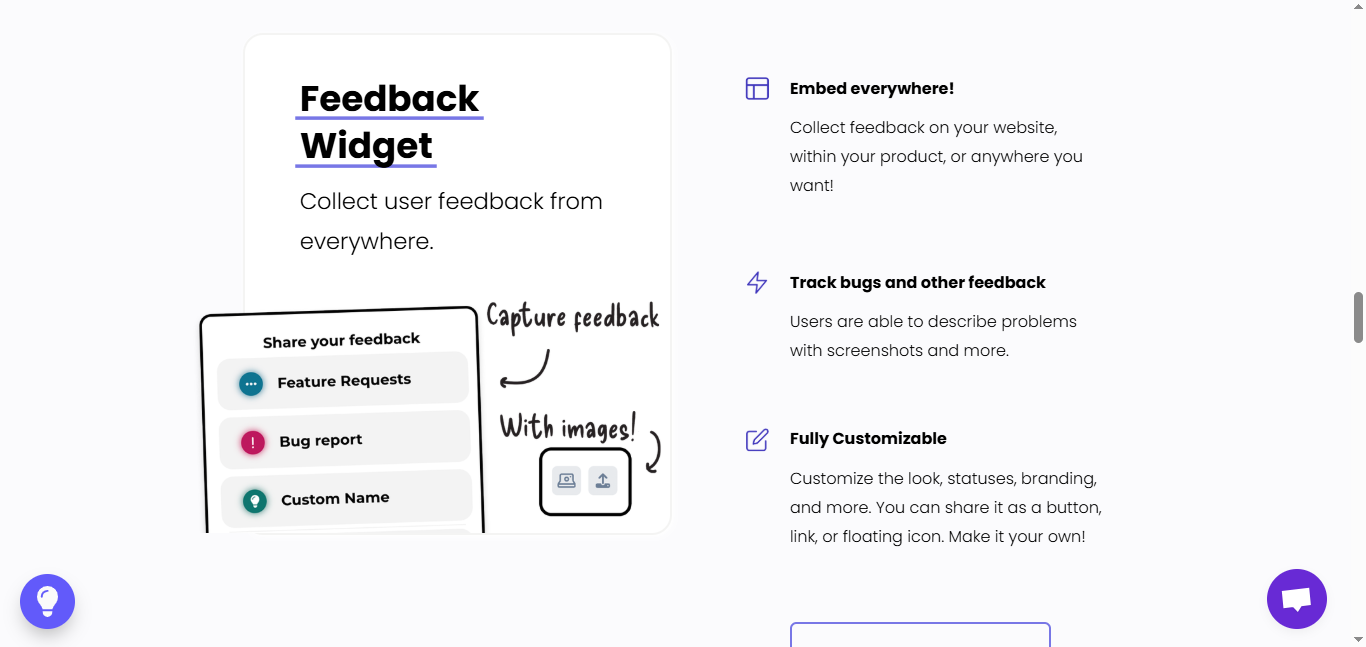 Feedback
Widget
Collect user feedback from
everywhere.
Capture feedback
Share your feedback
Feature Requests
With images!
Bug report
Custom Name
Embed everywhere!
Collect feedback on your website,
within your product, or anywhere you
want!
Track bugs and other feedback
Users are able to describe problems
with screenshots and more.
Fully Customizable
Customize the look, statuses, branding,
and more. You can share it as a button,
link, or floating icon. Make it your own!